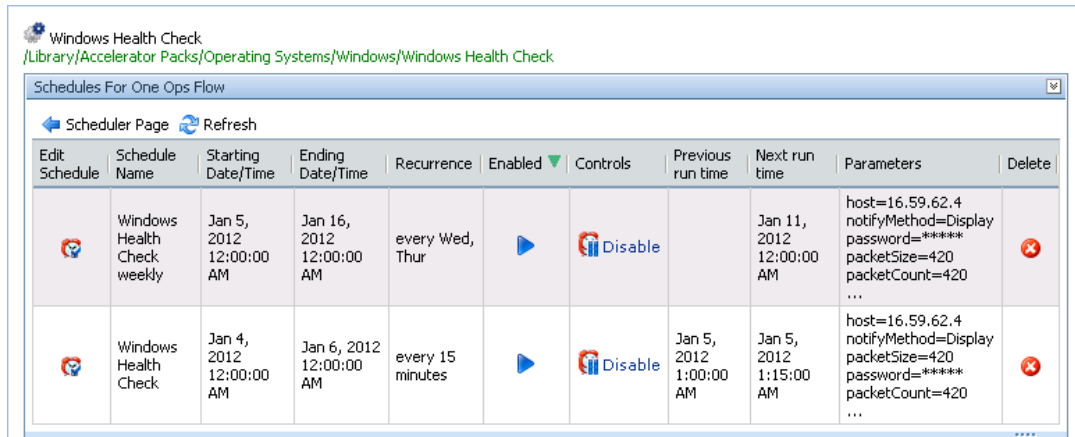 Windows Health Check
/Library/Accelerator Packs/Operating Systems/Windows/Windows Health Check
Schedules For One Ops Flow
Scheduler Page Refresh
Edit Schedule
Schedule Name
Starting Date/Time
Ending Date/Time
Recurrence
Enabled
Controls
Previous run time
Next run time
Parameters
Delete
Windows
Health
Check
weekly
Jan 5,
2012
12:00:00
AM
Jan 16,
2012
12:00:00
AM
every Wed,
Thur
Disable
Jan 11,
2012
12:00:00
AM
host=16.59.62.4
notifyMethod=Display
password=*****
packetSize=420
packetCount=420
...
Windows
Health
Check
Jan 4,
2012
12:00:00
AM
Jan 6, 2012
12:00:00
AM
every 15
minutes
Disable
Jan 5,
2012
1:00:00
AM
Jan 5,
2012
1:15:00
AM
host=16.59.62.4
notifyMethod=Display
packetSize=420
password=*****
packetCount=420
...